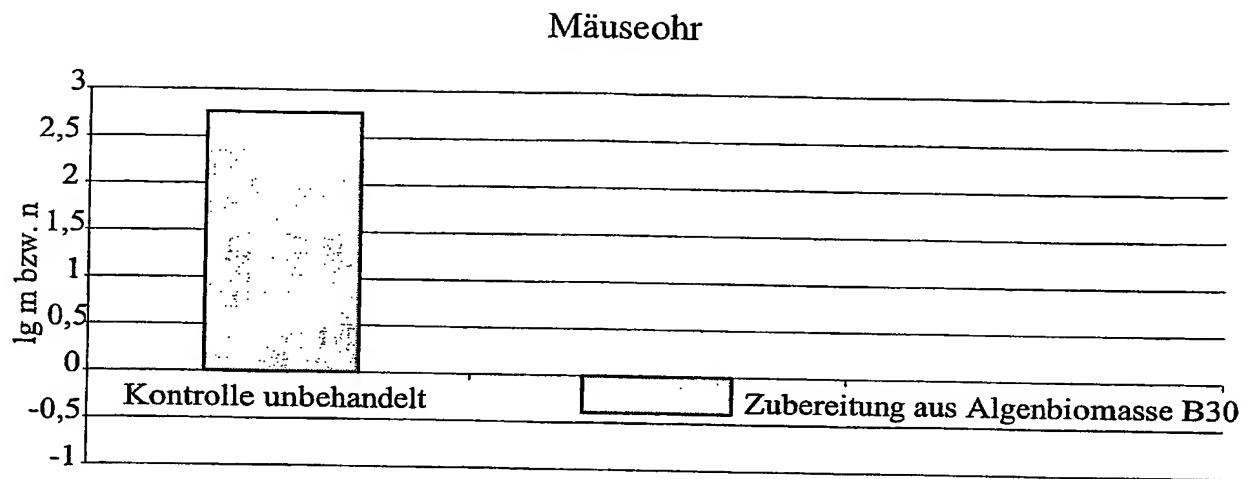 Mäuseohr
3
2,5
2
1,5
1
0,5
0
-0,5
-1
lg m bzw. n
Kontrolle unbehandelt
Zubereitung aus Algenbiomasse B30